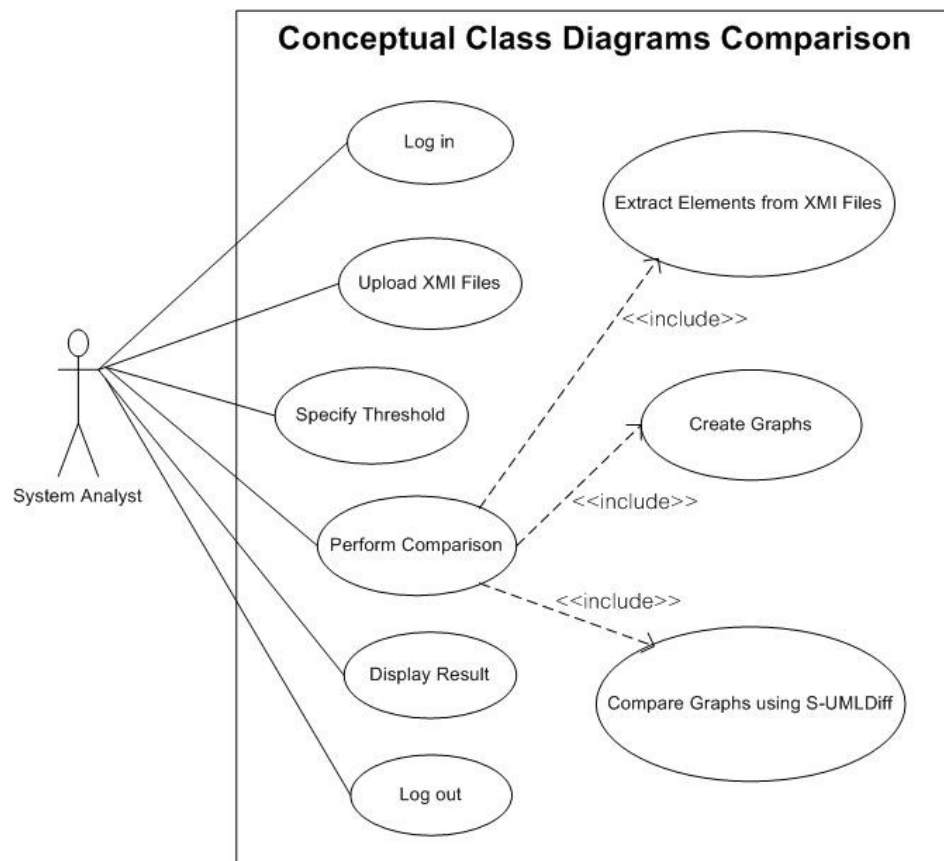 Conceptual Class Diagrams Comparison
Log in
Extract Elements from XMI Files
Upload XMI Files
<<include>>
Specify Threshold
Create Graphs
System Analyst
<<include>>
Perform Comparison
<<include>>
Display Result
Compare Graphs using S-UMLDiff
Log out